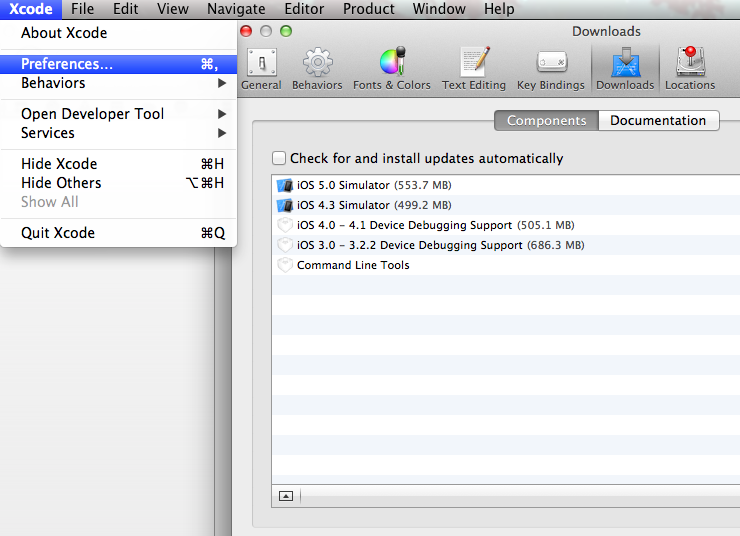 Xcode File Edit View Navigate Editor Product Window Help
About Xcode
Preferences... ⌘,
Behaviors
Open Developer Tool
Services
Hide Xcode ⌘H
Hide Others ⌥⌘H
Show All
Quit Xcode ⌘Q
Downloads
General Behaviors Fonts & Colors Text Editing Key Bindings Downloads Locations
Components Documentation
Check for and install updates automatically
iOS 5.0 Simulator (553.7 MB)
iOS 4.3 Simulator (499.2 MB)
iOS 4.0 – 4.1 Device Debugging Support (505.1 MB)
iOS 3.0 – 3.2.2 Device Debugging Support (686.3 MB)
Command Line Tools